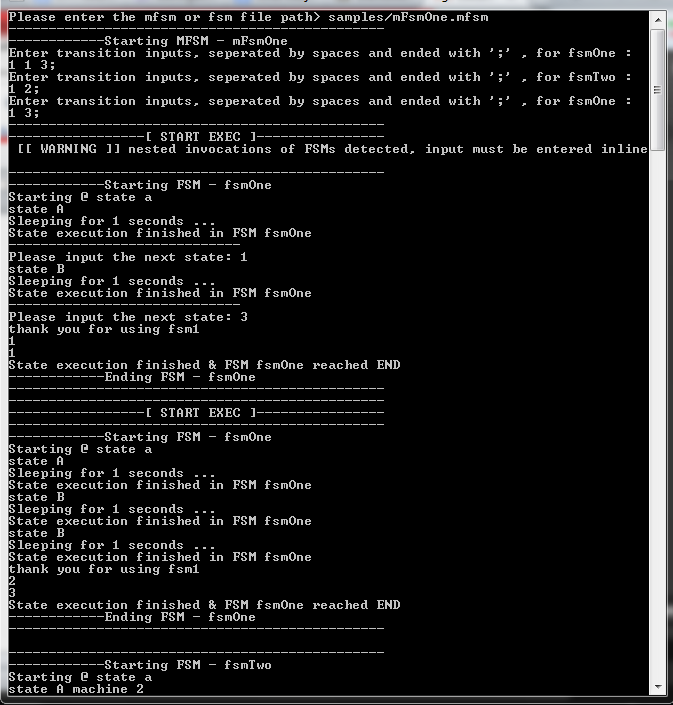 Please enter the mfsm or fsm file path> samples/mFsmOne.mfsm
-----------------------------------------------
------------Starting MFSM - mFsmOne
Enter transition inputs, seperated by spaces and ended with ';' , for fsmOne :
1 1 3;
Enter transition inputs, seperated by spaces and ended with ';' , for fsmTwo :
1 2;
Enter transition inputs, seperated by spaces and ended with ';' , for fsmOne :
1 3;
-----------------------------------------------
-----------------[ START EXEC ]----------------
[[ WARNING ]] nested invocations of FSMs detected, input must be entered inline
-----------------------------------------------
------------Starting FSM - fsmOne
Starting @ state a
state A
Sleeping for 1 seconds ...
State execution finished in FSM fsmOne
-----------------------------
Please input the next state: 1
state B
Sleeping for 1 seconds ...
State execution finished in FSM fsmOne
-----------------------------
Please input the next state: 3
thank you for using fsm1
1
1
State execution finished & FSM fsmOne reached END
------------Ending FSM - fsmOne
-----------------------------------------------
-----------------------------------------------
-----------------[ START EXEC ]----------------
-----------------------------------------------
------------Starting FSM - fsmOne
Starting @ state a
state A
Sleeping for 1 seconds ...
State execution finished in FSM fsmOne
state B
Sleeping for 1 seconds ...
State execution finished in FSM fsmOne
state B
Sleeping for 1 seconds ...
State execution finished in FSM fsmOne
thank you for using fsm1
2
3
State execution finished & FSM fsmOne reached END
------------Ending FSM - fsmOne
-----------------------------------------------
-----------------------------------------------
------------Starting FSM - fsmTwo
Starting @ state a
state A machine 2